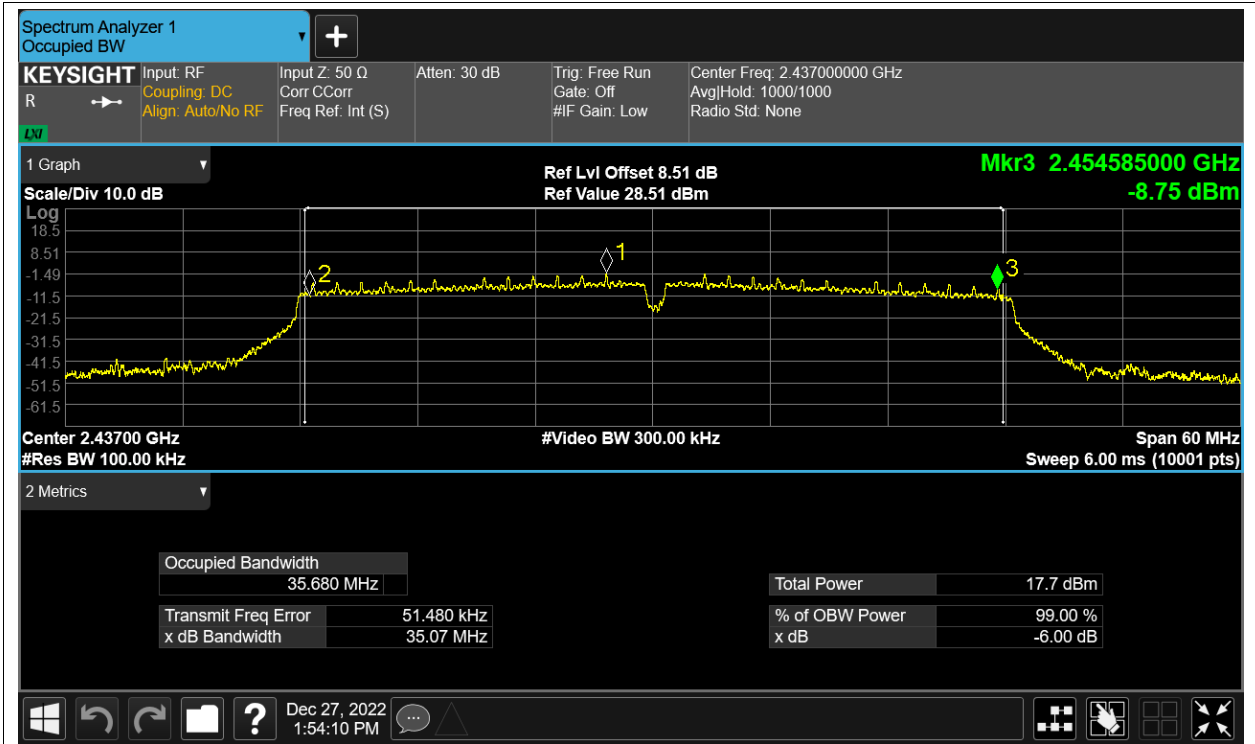 Spectrum Analyzer 1
Occupied BW
KEYSIGHT
R
LXI
Input: RF
Coupling: DC
Align: Auto/No RF
Input Z: 50 Ω
Corr CCorr
Freq Ref: Int (S)
Atten: 30 dB
Trig: Free Run
Gate: Off
#IF Gain: Low
Center Freq: 2.437000000 GHz
Avg|Hold: 1000/1000
Radio Std: None
1 Graph
Scale/Div 10.0 dB
Ref Lvl Offset 8.51 dB
Ref Value 28.51 dBm
Mkr3 2.454585000 GHz
-8.75 dBm
Log
18.5
8.51
-1.49
-11.5
-21.5
-31.5
-41.5
-51.5
-61.5
2
1
3
Center 2.43700 GHz
#Res BW 100.00 kHz
#Video BW 300.00 kHz
Span 60 MHz
Sweep 6.00 ms (10001 pts)
2 Metrics
Occupied Bandwidth
35.680 MHz
Transmit Freq Error 51.480 kHz
x dB Bandwidth 35.07 MHz
Total Power 17.7 dBm
% of OBW Power 99.00 %
x dB -6.00 dB
?
Dec 27, 2022
1:54:10 PM